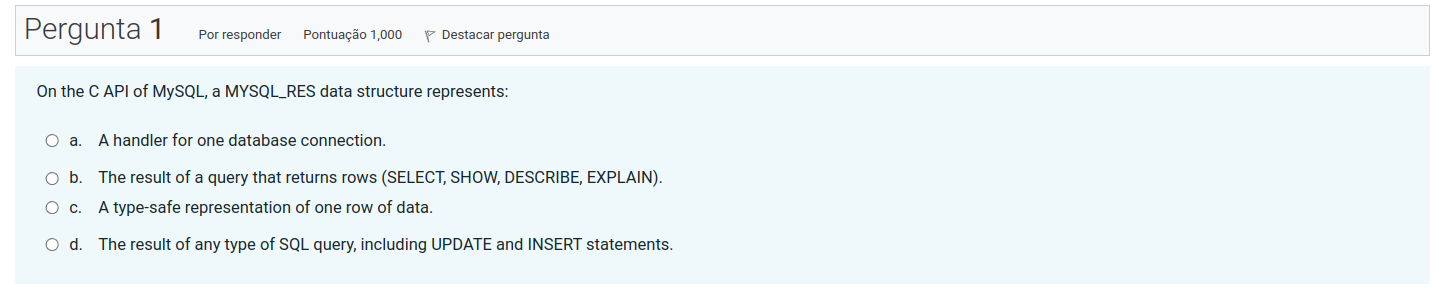 Pergunta 1 Por responder Pontuação 1,000 Destacar pergunta
On the C API of MySQL, a MYSQL_RES data structure represents:
a. A handler for one database connection.
b. The result of a query that returns rows (SELECT, SHOW, DESCRIBE, EXPLAIN).
c. A type-safe representation of one row of data.
d. The result of any type of SQL query, including UPDATE and INSERT statements.